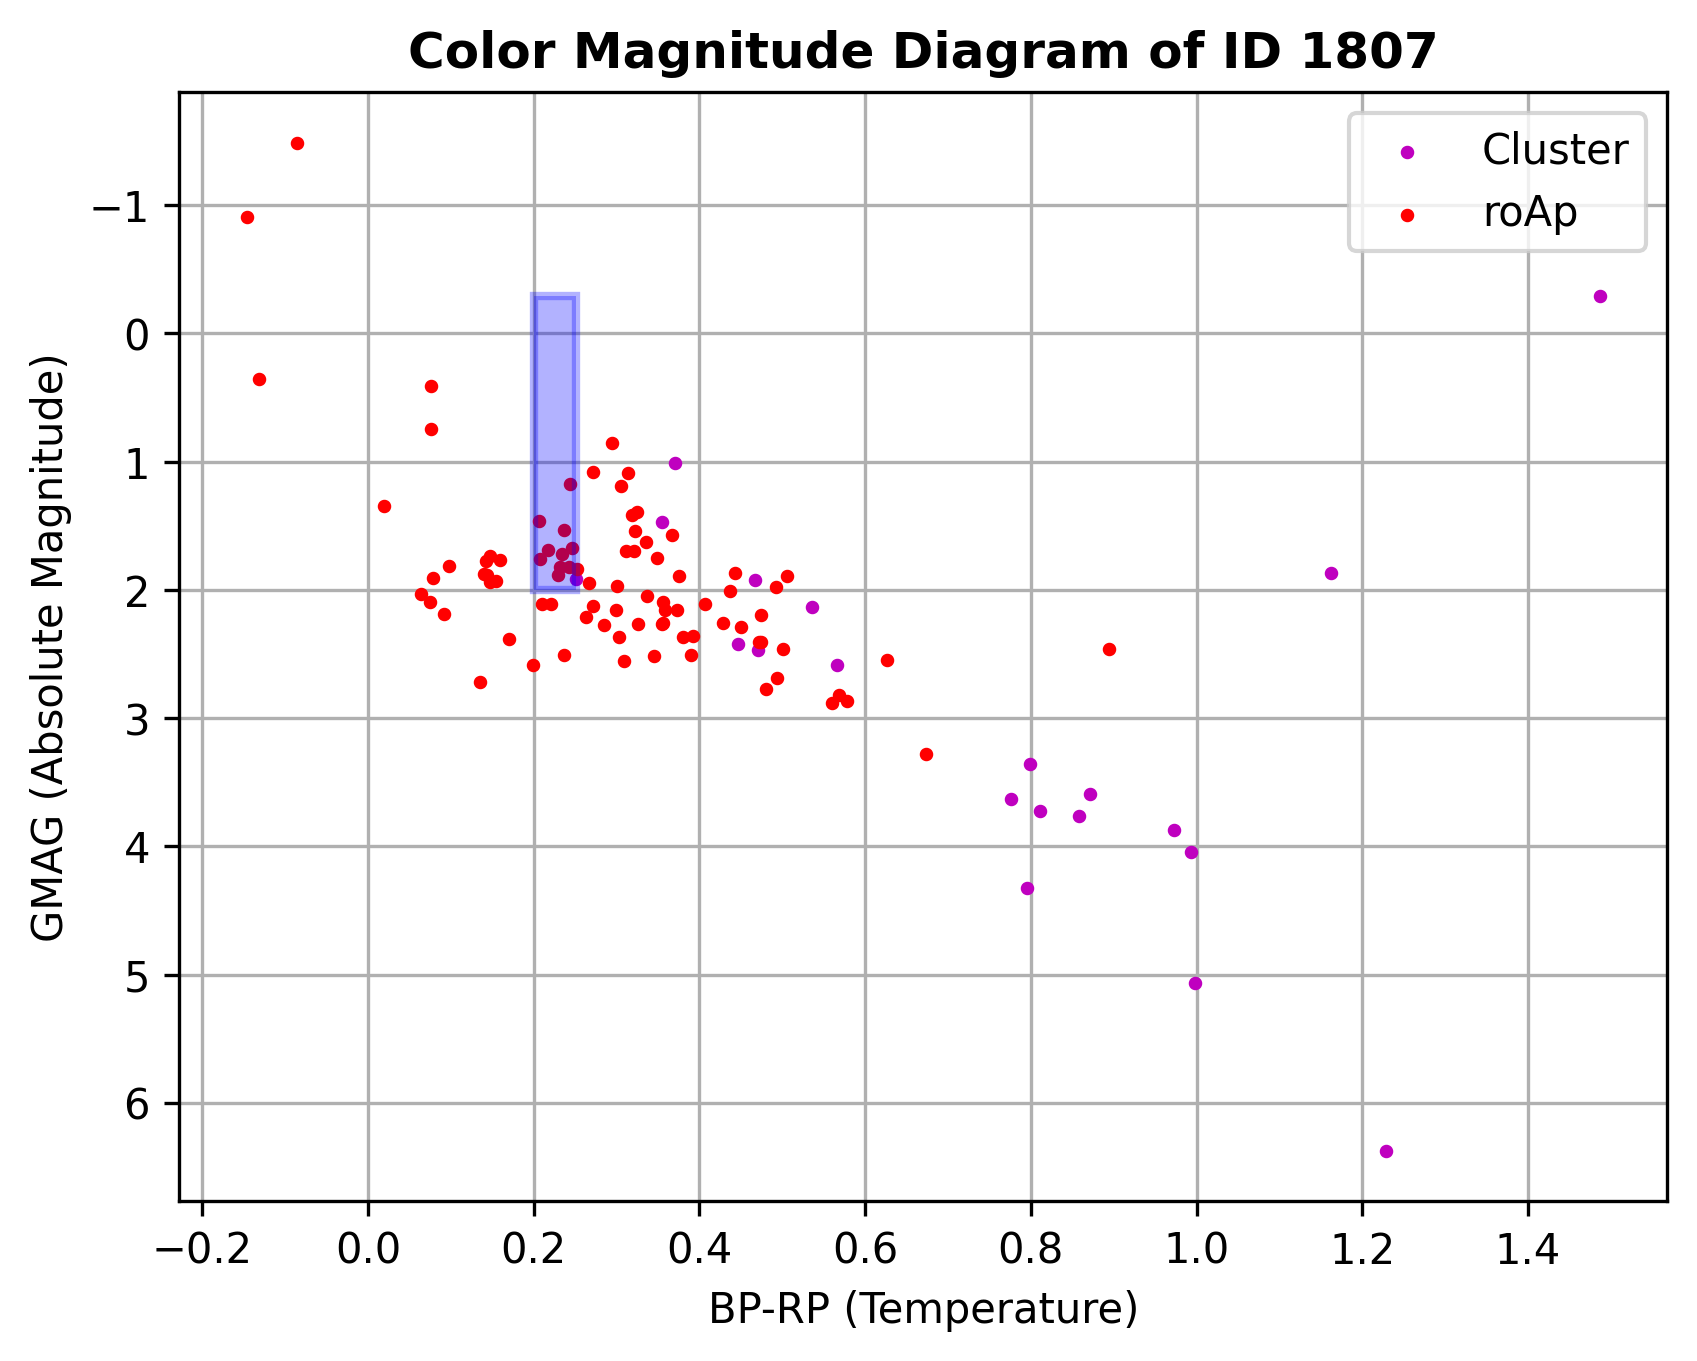 Color Magnitude Diagram of ID 1807
Cluster
roAp
GMAG (Absolute Magnitude)
−1
0
1
2
3
4
5
6
−0.2 0.0 0.2 0.4 0.6 0.8 1.0 1.2 1.4
BP-RP (Temperature)